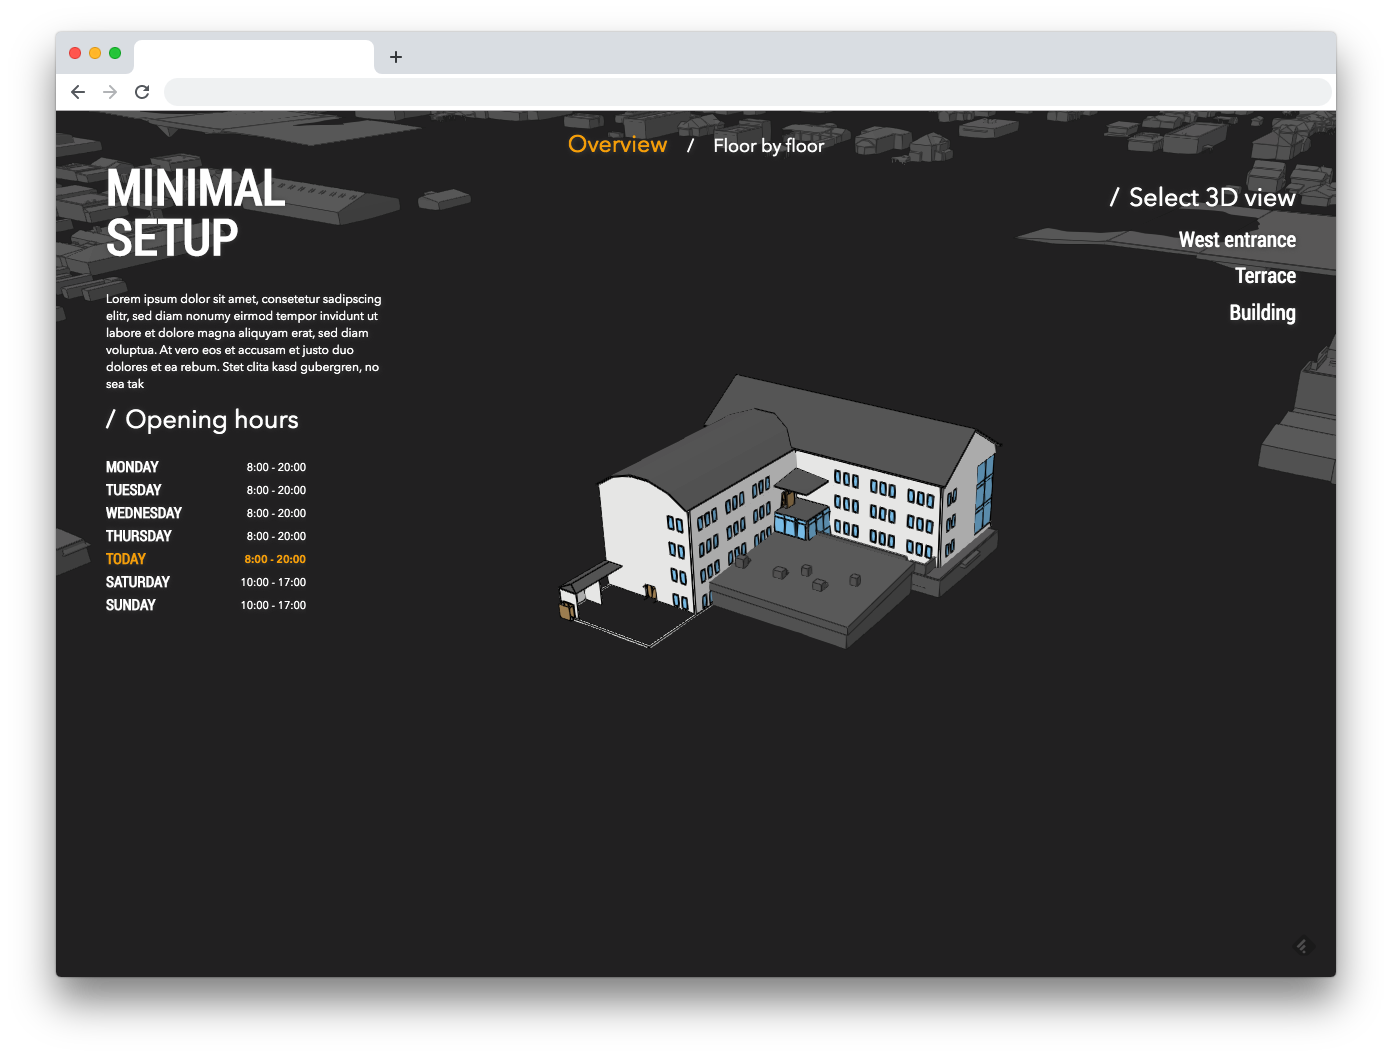 Overview / Floor by floor
MINIMAL
SETUP
/ Select 3D view
West entrance
Terrace
Building
Lorem ipsum dolor sit amet, consetetur sadipscing
elitr, sed diam nonumy eirmod tempor invidunt ut
labore et dolore magna aliquyam erat, sed diam
voluptua. At vero eos et accusam et justo duo
dolores et ea rebum. Stet clita kasd gubergren, no
sea tak
/ Opening hours
MONDAY 8:00 - 20:00
TUESDAY 8:00 - 20:00
WEDNESDAY 8:00 - 20:00
THURSDAY 8:00 - 20:00
TODAY 8:00 - 20:00
SATURDAY 10:00 - 17:00
SUNDAY 10:00 - 17:00